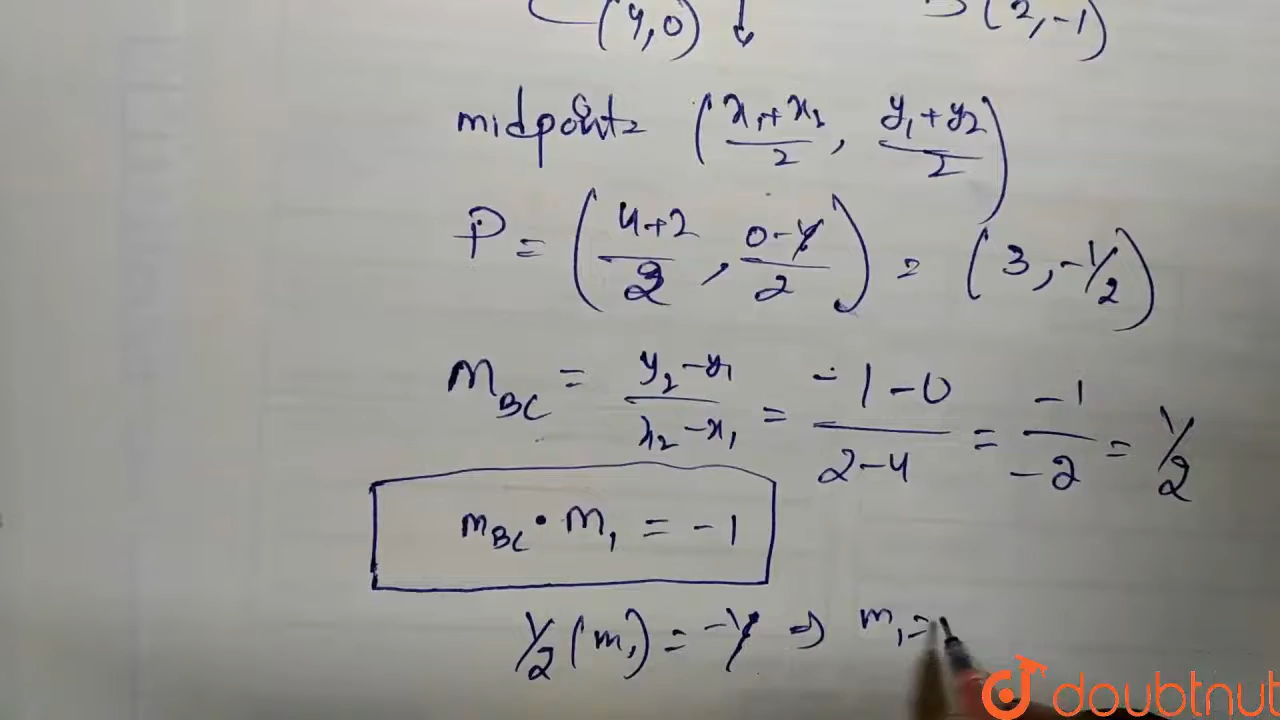 (4,0) ↓ B (2,-1)
midpoint = (x₁+x₂/2, y₁+y₂/2)
P = (4+2/2, 0-1/2) = (3, -1/2)
m_BC = y₂-y₁/x₂-x₁ = -1-0/2-4 = -1/-2 = 1/2
m_BC · m₁ = -1
1/2 (m₁) = -1 ⇒ m₁ =
doubtnut